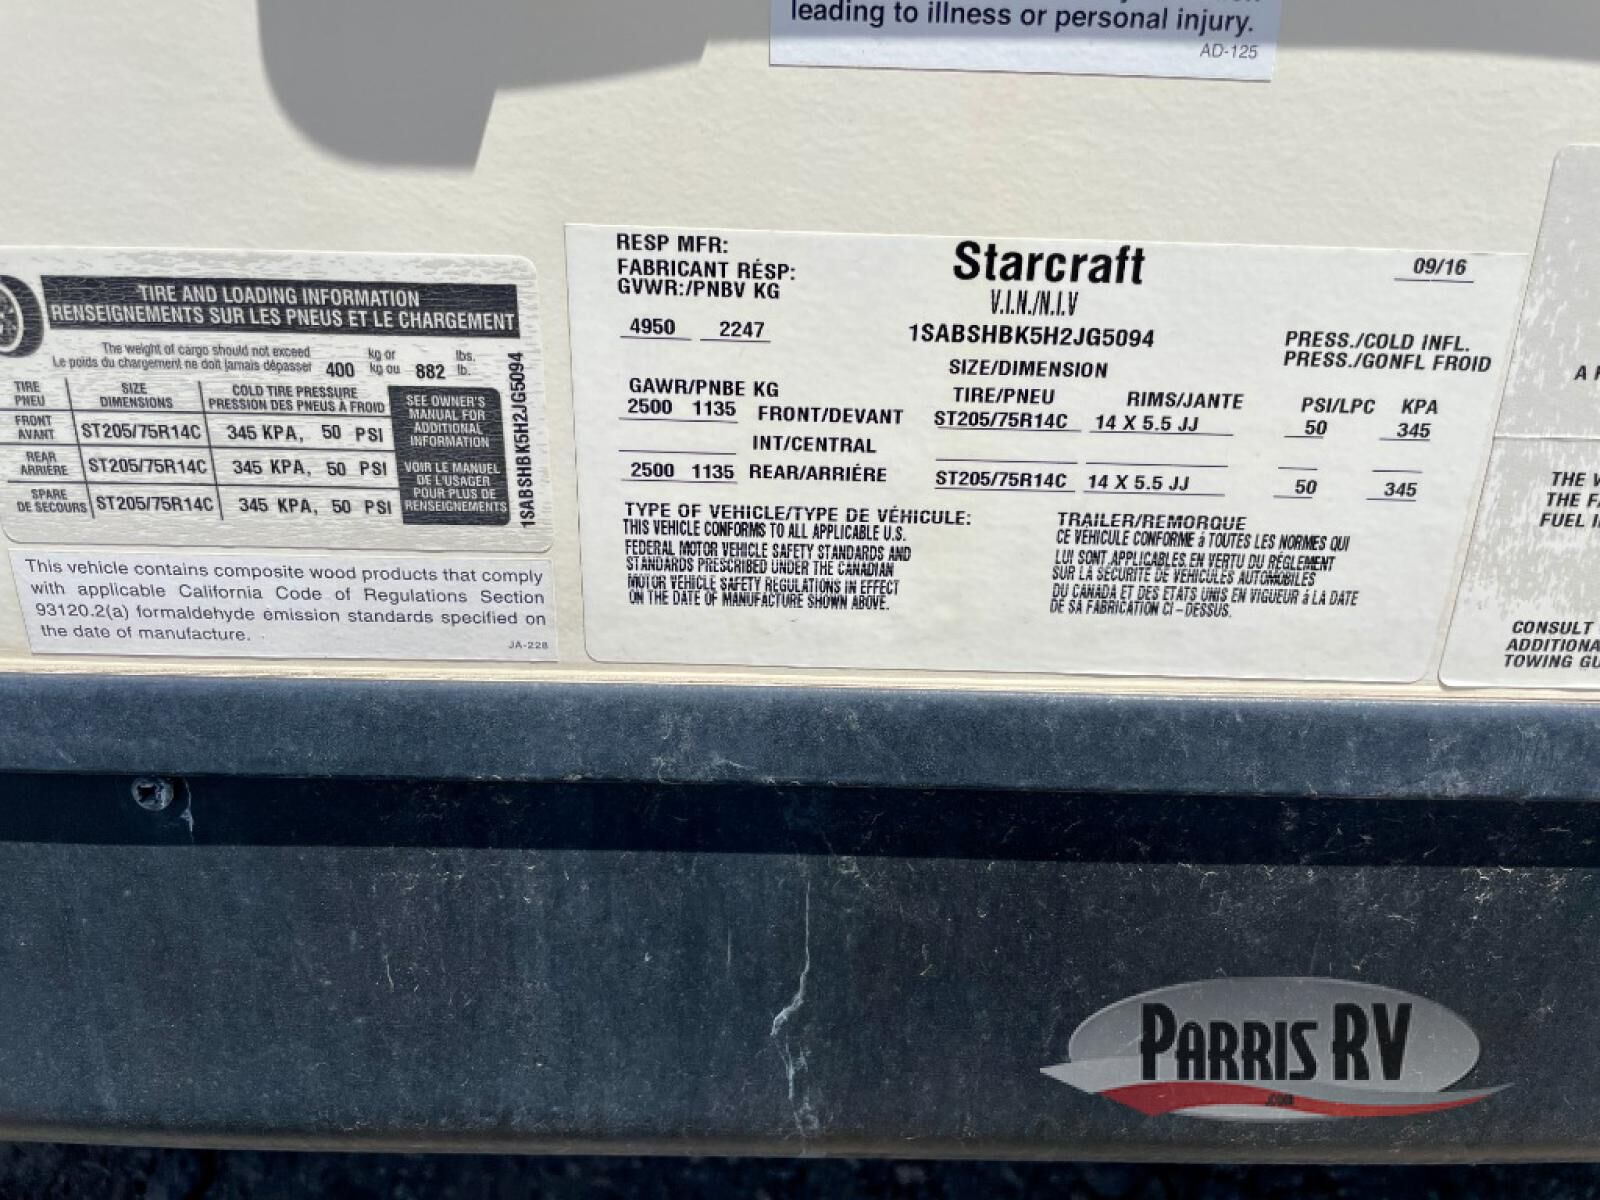 leading to illness or personal injury.
AD-125
TIRE AND LOADING INFORMATION
RENSEIGNEMENTS SUR LES PNEUS ET LE CHARGEMENT
The weight of cargo should not exceed
Le poids du chargement ne doit jamais dépasser 400 kg or
kg ou 882 lbs.
lb.
TIRE
PNEU
SIZE
DIMENSIONS
COLD TIRE PRESSURE
PRESSION DES PNEUS À FROID
FRONT
AVANT
ST205/75R14C 345 KPA, 50 PSI
REAR
ARRIÈRE
ST205/75R14C 345 KPA, 50 PSI
SPARE
DE SECOURS
ST205/75R14C 345 KPA, 50 PSI
SEE OWNER'S
MANUAL FOR
ADDITIONAL
INFORMATION
VOIR LE MANUEL
DE L'USAGER
POUR PLUS DE
RENSEIGNEMENTS
1SABSHBK5H2JG5094
This vehicle contains composite wood products that comply
with applicable California Code of Regulations Section
93120.2(a) formaldehyde emission standards specified on
the date of manufacture.
JA-228
RESP MFR:
FABRICANT RÉSP:
GVWR:/PNBV KG
4950 2247
Starcraft
V.I.N./N.I.V
1SABSHBK5H2JG5094
09/16
SIZE/DIMENSION
PRESS./COLD INFL.
PRESS./GONFL FROID
GAWR/PNBE KG
TIRE/PNEU RIMS/JANTE PSI/LPC KPA
2500 1135 FRONT/DEVANT ST205/75R14C 14 X 5.5 JJ 50 345
INT/CENTRAL
2500 1135 REAR/ARRIÉRE ST205/75R14C 14 X 5.5 JJ 50 345
TYPE OF VEHICLE/TYPE DE VÉHICULE:
THIS VEHICLE CONFORMS TO ALL APPLICABLE U.S.
FEDERAL MOTOR VEHICLE SAFETY STANDARDS AND
STANDARDS PRESCRIBED UNDER THE CANADIAN
MOTOR VEHICLE SAFETY REGULATIONS IN EFFECT
ON THE DATE OF MANUFACTURE SHOWN ABOVE.
TRAILER/REMORQUE
CE VÉHICULE CONFORME à TOUTES LES NORMES QUI
LUI SONT APPLICABLES EN VERTU DU RÉGLEMENT
SUR LA SÉCURITÉ DE VÉHICULES AUTOMOBILES
DU CANADA ET DES ETATS UNIS EN VIGUEUR à LA DATE
DE SA FABRICATION CI-DESSUS.
THE
FUEL
CONSULT
TOWING
PARRIS RV
.com